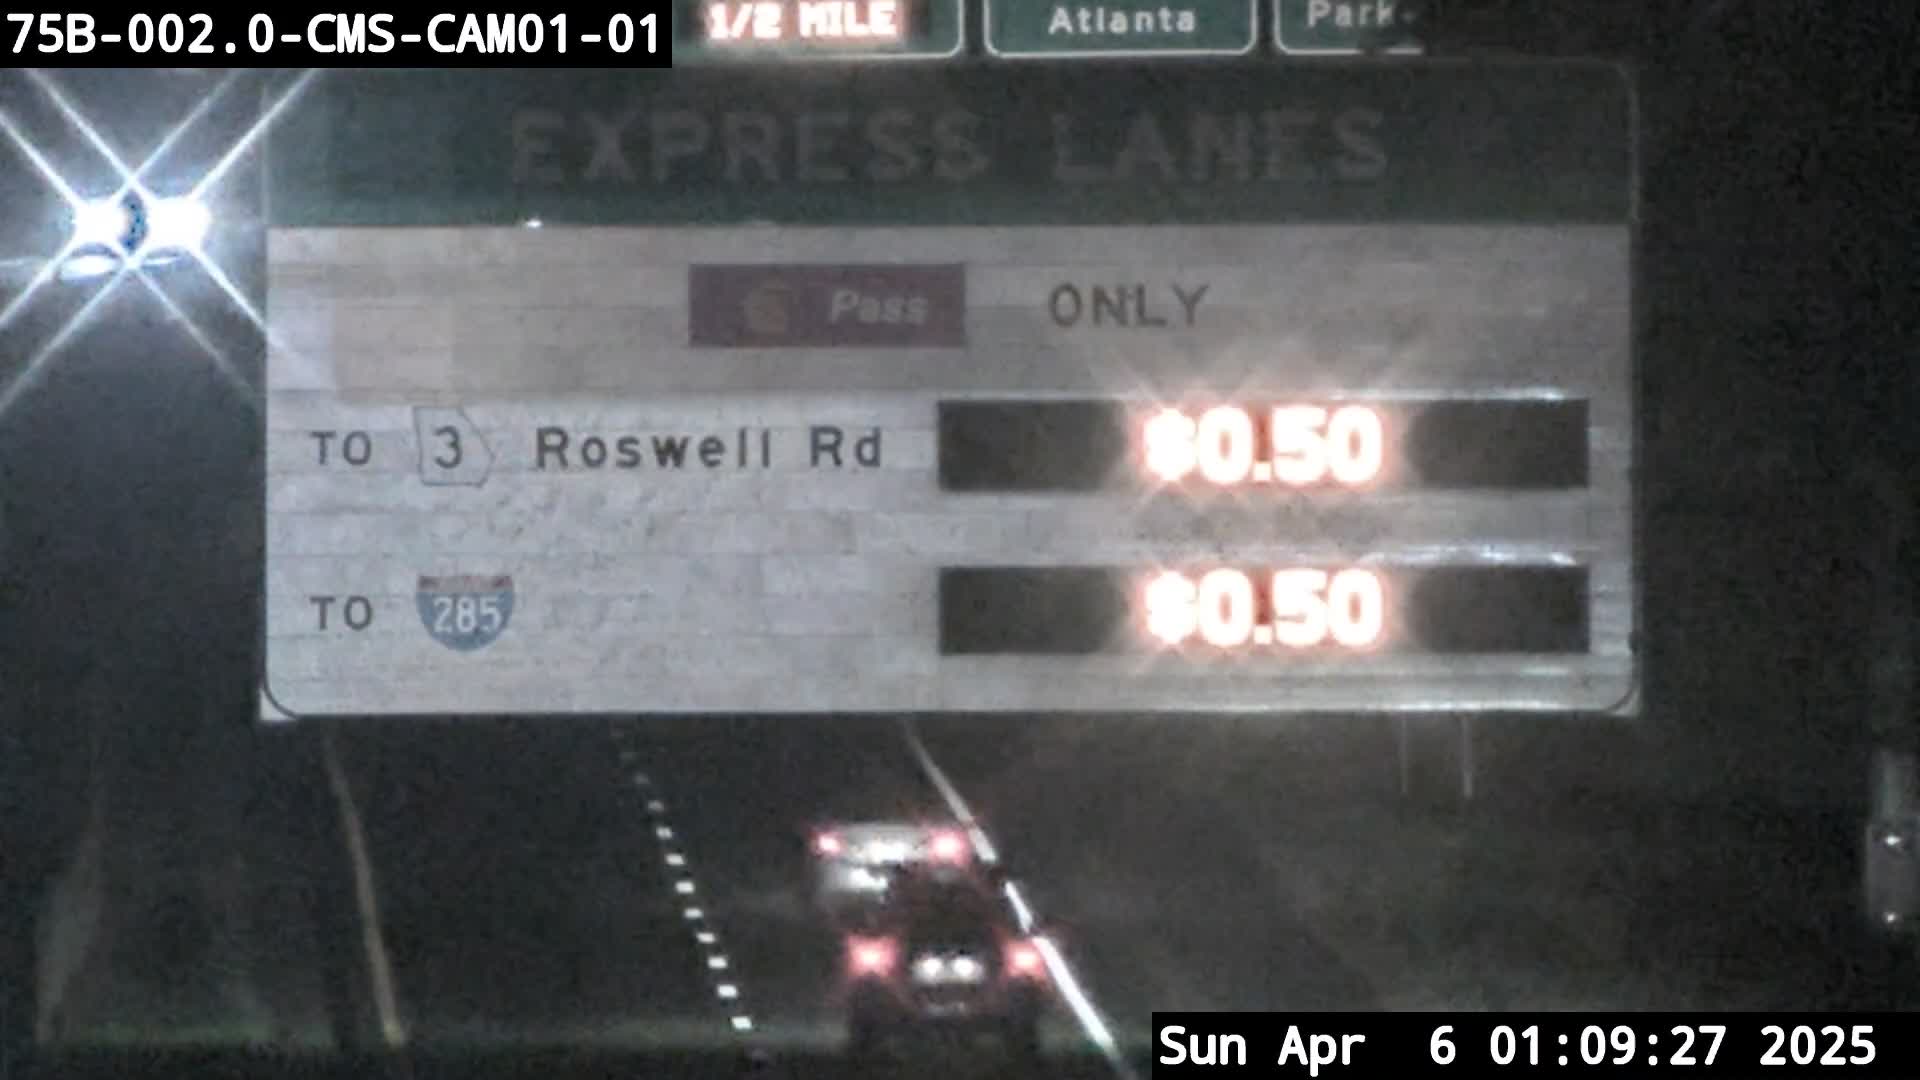 75B-002.0-CMS-CAM01-01
1/2 MILE
Atlanta
Park
EXPRESS LANES
Pass ONLY
TO 3 Roswell Rd $0.50
TO 285 $0.50
Sun Apr 6 01:09:27 2025